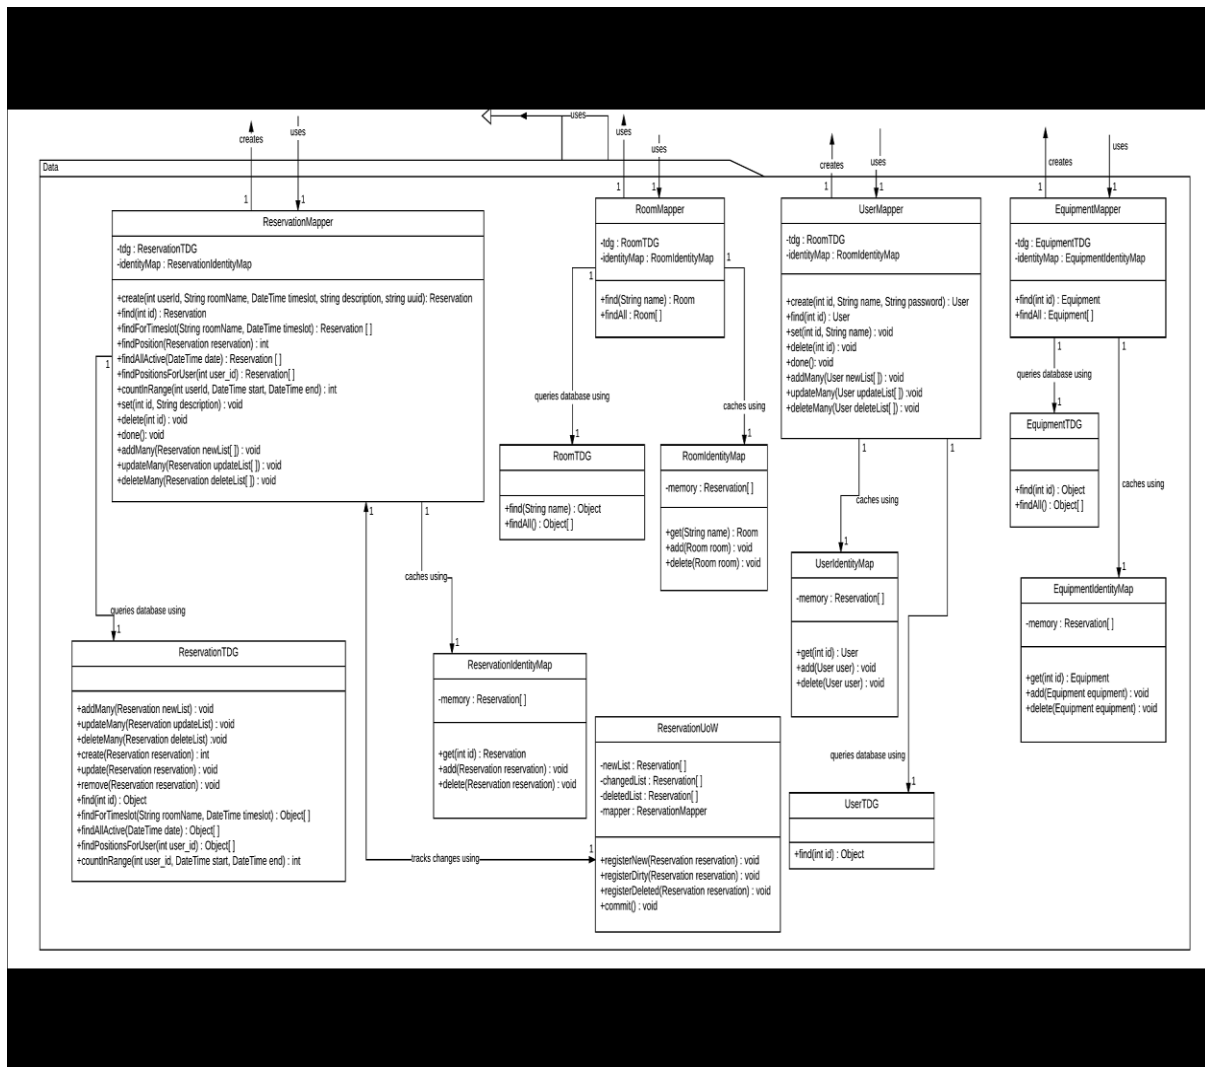 creates
uses
uses
uses
uses
creates
uses
creates
uses
Data
1
1
1
1
1
1
1
1
ReservationMapper
-tdg : ReservationTDG
-identityMap : ReservationIdentityMap
+create(int userId, String roomName, DateTime timeslot, string description, string uuid): Reservation
+find(int id) : Reservation
+findForTimeslot(String roomName, DateTime timeslot) : Reservation [ ]
+findPosition(Reservation reservation) : int
+findAllActive(DateTime date) : Reservation [ ]
+findPositionsForUser(int user_id) : Reservation[ ]
+countInRange(int userId, DateTime start, DateTime end) : int
+set(int id, String description) : void
+delete(int id) : void
+done(): void
+addMany(Reservation newList[ ]) : void
+updateMany(Reservation updateList[ ]) : void
+deleteMany(Reservation deleteList[ ]) : void
RoomMapper
-tdg : RoomTDG
-identityMap : RoomIdentityMap
+find(String name) : Room
+findAll : Room[ ]
UserMapper
-tdg : RoomTDG
-identityMap : RoomIdentityMap
+create(int id, String name, String password) : User
+find(int id) : User
+set(int id, String name) : void
+delete(int id) : void
+done(): void
+addMany(User newList[ ]) : void
+updateMany(User updateList[ ]) :void
+deleteMany(User deleteList[ ]) : void
EquipmentMapper
-tdg : EquipmentTDG
-identityMap : EquipmentIdentityMap
+find(int id) : Equipment
+findAll : Equipment[ ]
1
1
1
1
1
queries database using
1
caches using
1
queries database using
1
RoomTDG
+find(String name) : Object
+findAll() : Object[ ]
RoomIdentityMap
-memory : Reservation[ ]
+get(String name) : Room
+add(Room room) : void
+delete(Room room) : void
EquipmentTDG
+find(int id) : Object
+findAll() : Object[ ]
1
1
caches using
caches using
1
1
1
1
UserIdentityMap
-memory : Reservation[ ]
+get(int id) : User
+add(User user) : void
+delete(User user) : void
EquipmentIdentityMap
-memory : Reservation[ ]
+get(int id) : Equipment
+add(Equipment equipment) : void
+delete(Equipment equipment) : void
caches using
queries database using
1
1
ReservationTDG
+addMany(Reservation newList) : void
+updateMany(Reservation updateList) : void
+deleteMany(Reservation deleteList) :void
+create(Reservation reservation) : int
+update(Reservation reservation) : void
+remove(Reservation reservation) : void
+find(int id) : Object
+findForTimeslot(String roomName, DateTime timeslot) : Object[ ]
+findAllActive(DateTime date) : Object[ ]
+findPositionsForUser(int user_id) : Object[ ]
+countInRange(int user_id, DateTime start, DateTime end) : int
ReservationIdentityMap
-memory : Reservation[ ]
+get(int id) : Reservation
+add(Reservation reservation) : void
+delete(Reservation reservation) : void
ReservationUoW
-newList : Reservation[ ]
-changedList : Reservation[ ]
-deletedList : Reservation[ ]
-mapper : ReservationMapper
+registerNew(Reservation reservation) : void
+registerDirty(Reservation reservation) : void
+registerDeleted(Reservation reservation) : void
+commit() : void
queries database using
1
UserTDG
+find(int id) : Object
1
tracks changes using